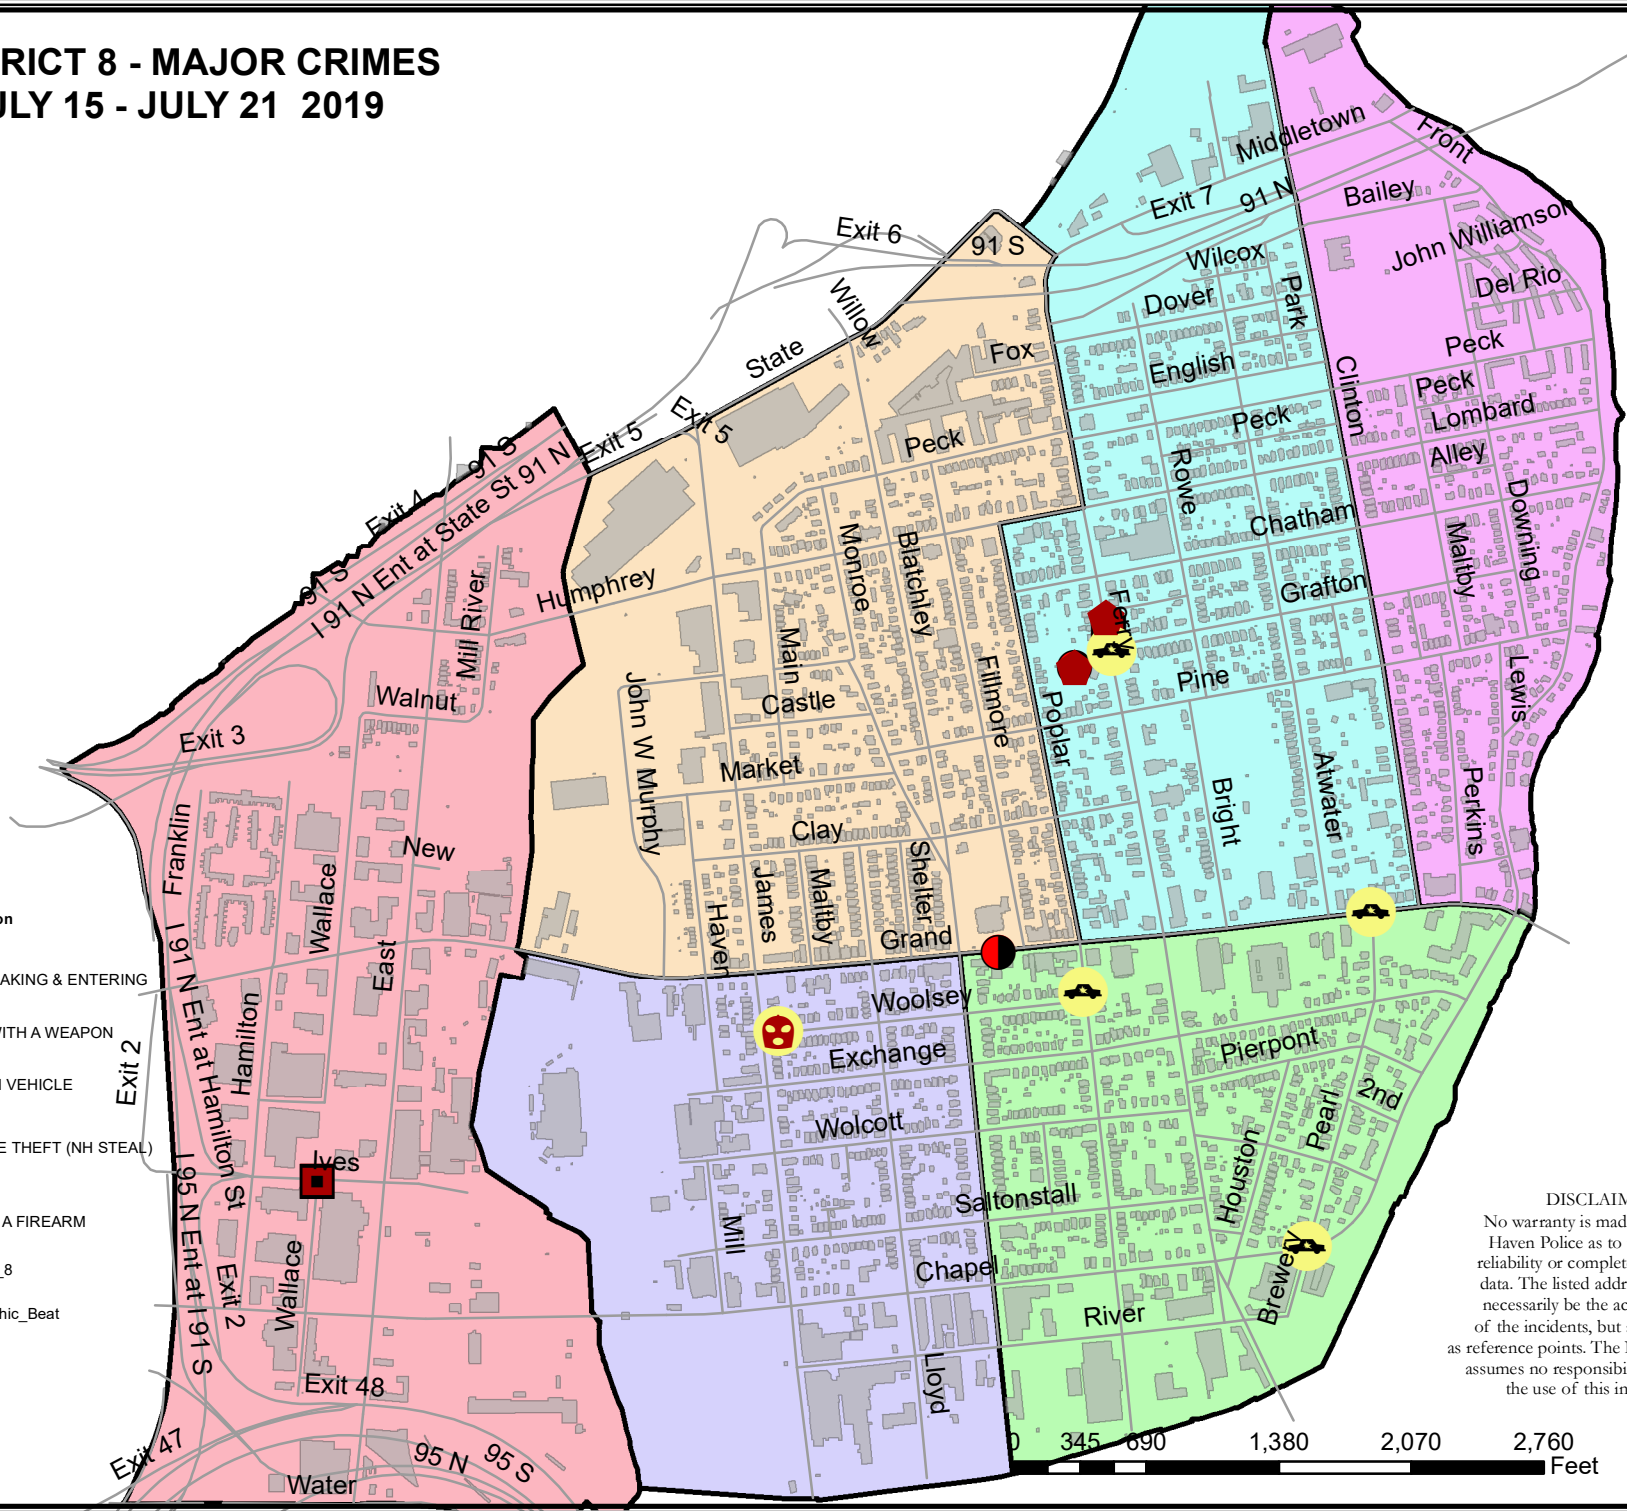 RICT 8 - MAJOR CRIMES
JULY 15 - JULY 21 2019
Middletown
Front
Exit 7
91 N
Bailey
Exit 6
91 S
John Williamson
Wilcox
Del Rio
Dover
Park
Willow
State
Fox
Peck
English
Clinton
Peck
Exit 5
Peck
Lombard
Exit 5
Peck
Alley
91 S
Exit 4
I 91 N Ent at State St 91 N
Rowe
Downing
Chatham
Monroe
Blatchley
Maltby
91 S
Humphrey
Mill River
Ferry
Grafton
Main
Fillmore
Pine
Lewis
Walnut
Castle
Poplar
John W Murphy
Exit 3
Market
Atwater
Bright
Perkins
Franklin
New
Clay
Wallace
Shelter
James
Maltby
Haven
on
Grand
East
AKING & ENTERING
I 91 N Ent at Hamilton St
Hamilton
Woolsey
WITH A WEAPON
Exit 2
Exchange
Pierpont
N VEHICLE
2nd
Pearl
Wolcott
E THEFT (NH STEAL)
Ives
Houston
Saltonstall
I 95 N Ent at I 91 S
Mill
A FIREARM
DISCLAIM
No warranty is mad
Haven Police as to
reliability or complet
data. The listed addr
necessarily be the ac
of the incidents, but
as reference points. The
assumes no responsibi
the use of this in
_8
Exit 2
Wallace
Chapel
Brewery
hic_Beat
River
Lloyd
Exit 48
Exit 47
95 N
95 S
Water
0 345 690 1,380 2,070 2,760
Feet